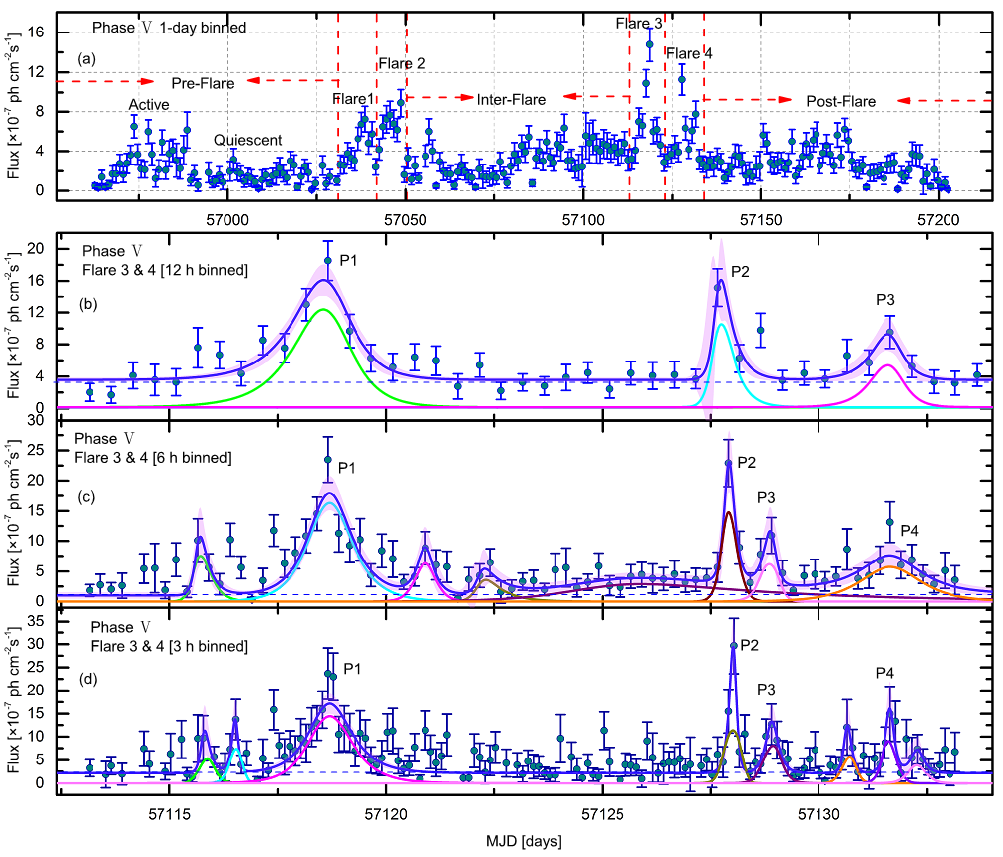 Phase Ⅴ 1-day binned
(a)
Flare 3
Flare 4
Flare 2
Flare1
Pre-Flare
Inter-Flare
Post-Flare
Active
Quiescent
Flux [×10⁻⁷ ph cm⁻²s⁻¹]
16
12
8
4
0
57000
57050
57100
57150
57200
Phase Ⅴ
Flare 3 & 4 [12 h binned]
(b)
P1
P2
P3
Flux [×10⁻⁷ ph cm⁻²s⁻¹]
20
16
12
8
4
0
Phase Ⅴ
Flare 3 & 4 [6 h binned]
(c)
P1
P2
P3
P4
Flux [×10⁻⁷ ph cm⁻²s⁻¹]
30
25
20
15
10
5
0
Phase Ⅴ
Flare 3 & 4 [3 h binned]
(d)
P1
P2
P3
P4
Flux [×10⁻⁷ ph cm⁻²s⁻¹]
35
30
25
20
15
10
5
0
57115
57120
57125
57130
MJD [days]